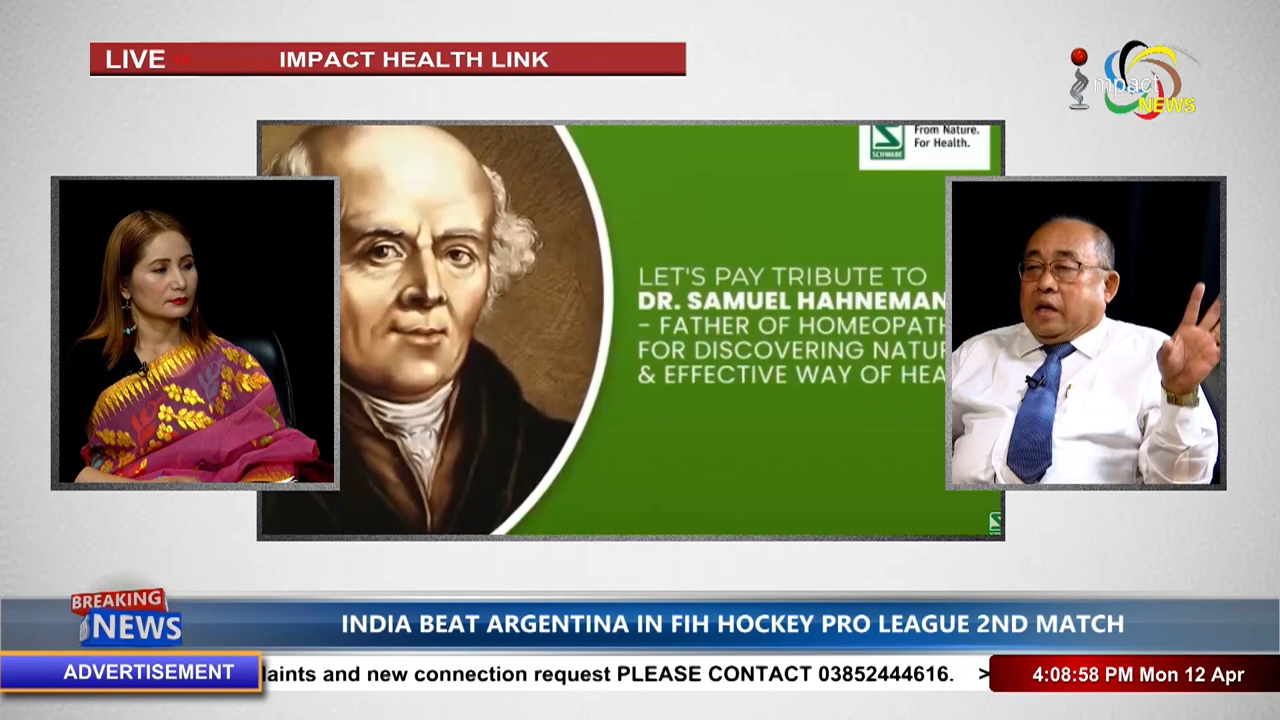 LIVE
IMPACT HEALTH LINK
impact
NEWS
SCHWABE
From Nature.
For Health.
LET'S PAY TRIBUTE TO
DR. SAMUEL HAHNEMAN
- FATHER OF HOMEOPATH
FOR DISCOVERING NATUR
& EFFECTIVE WAY OF HEA
BREAKING
NEWS
INDIA BEAT ARGENTINA IN FIH HOCKEY PRO LEAGUE 2ND MATCH
ADVERTISEMENT
laints and new connection request PLEASE CONTACT 03852444616. >
4:08:58 PM Mon 12 Apr